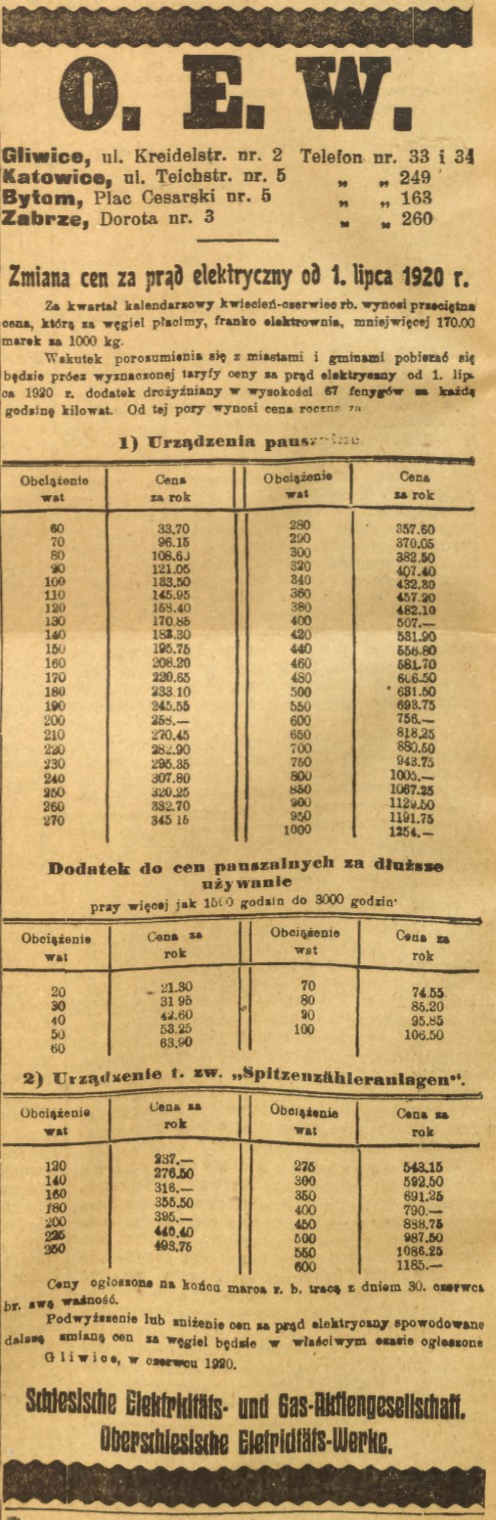 O. E. W.
Gliwice, ul. Kreidelstr. nr. 2 Telefon nr. 33 i 34
Katowice, ul. Teichstr. nr. 5 „ „ 249
Bytom, Plac Cesarski nr. 5 „ „ 163
Zabrze, Dorota nr. 3 „ „ 260
Zmiana cen za prąd elektryczny od 1. lipca 1920 r.
Za kwartał kalendarzowy kwiecień-czerwiec rb. wynosi przeciętna
cena, którą za węgiel płacimy, franko elektrownia, mniejwięcej 170.00
marek za 1000 kg.
Wskutek porozumienia się z miastami i gminami pobierać się
będzie prócz wyznaczonej taryfy ceny za prąd elektryczny od 1. lip
ca 1920 r. dodatek drożyźniany w wysokości 67 fenygów za każdą
godzinę kilowat. Od tej pory wynosi cena roczna za
1) Urządzenia pauszalne.
Obciążenie wat Cena za rok Obciążenie wat Cena za rok
60 33.70 280 357.60
70 96.15 290 370.05
80 108.60 300 382.50
90 121.05 320 407.40
100 133.50 340 432.30
110 145.95 360 457.20
120 158.40 380 482.10
130 170.85 400 507.—
140 183.30 420 531.90
150 195.75 440 556.80
160 208.20 460 581.70
170 220.65 480 606.50
180 233.10 500 631.50
190 245.55 550 693.75
200 258.— 600 756.—
210 270.45 650 818.25
220 282.90 700 880.50
230 295.35 750 943.75
240 307.80 800 1005.—
250 320.25 850 1067.25
260 332.70 900 1129.50
270 345 15 950 1191.75
1000 1254.—
Dodatek do cen pauszalnych za dłuższe
używanie
przy więcej jak 1500 godzin do 3000 godzin
Obciążenie wat Cena za rok Obciążenie wat Cena za rok
20 21.30 70 74.55
30 31 95 80 85.20
40 42.60 90 95.85
50 53.25 100 106.50
60 63.90
2) Urządzenie t. zw. „Spitzenzähleranlagen“.
Obciążenie wat Cena za rok Obciążenie wat Cena za rok
120 237.— 275 543.15
140 276.50 300 592.50
160 316.— 350 691.25
180 355.50 400 790.—
200 395.— 450 888.75
225 440.40 500 987.50
250 493.75 550 1086.25
600 1185.—
Ceny ogłoszone na końcu marca r. b. tracą z dniem 30. czerwca
br. swą ważność.
Podwyższenie lub zniżenie cen za prąd elektryczny spowodowane
dalszą zmianą cen za węgiel będzie w właściwym czasie ogłoszone
Gliwice, w czerwcu 1920.
Schlesische Elektriditäts- und Gas-Aktiengesellschaft.
Oberschlesische Eletriditäts-Werke.